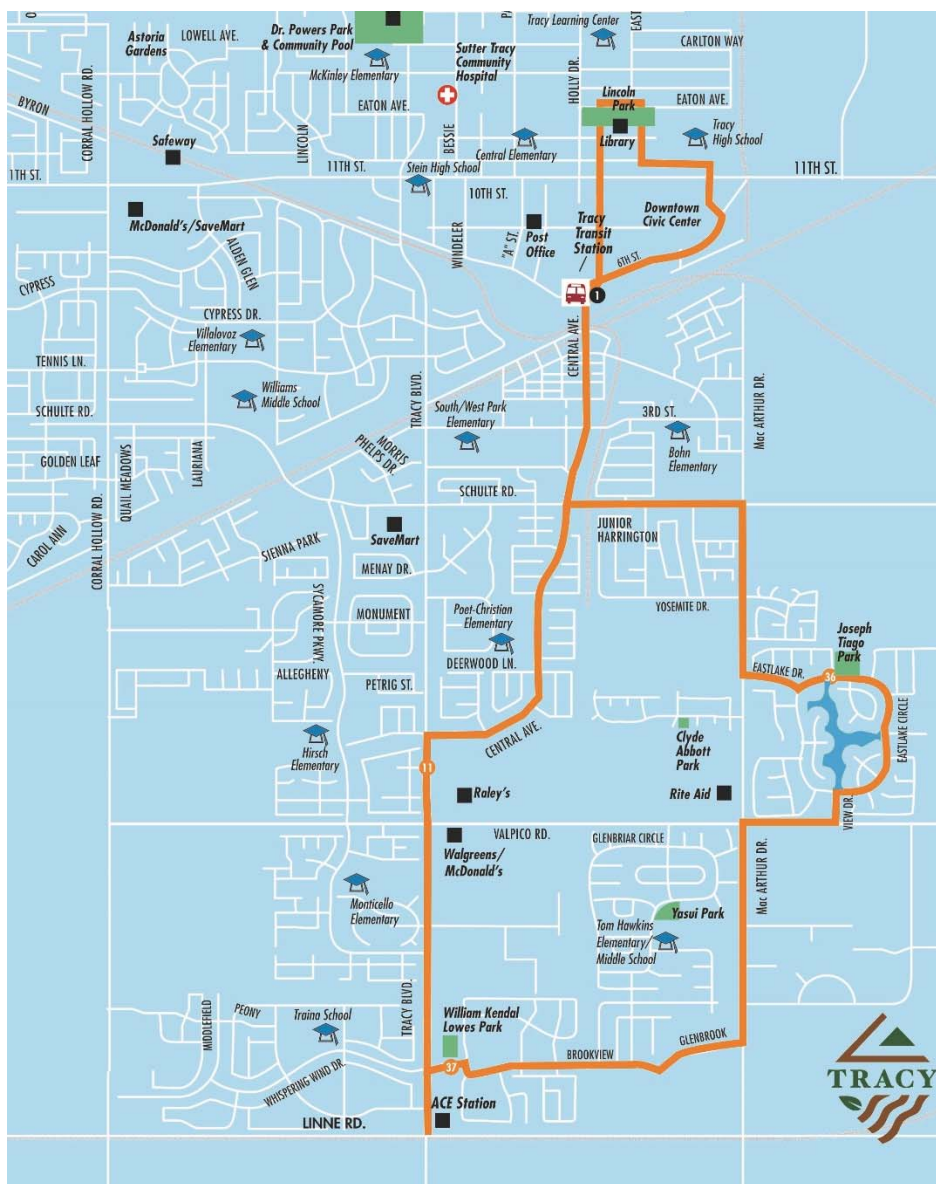 Tracy Learning Center
Dr. Powers Park
& Community Pool
LOWELL AVE.
Astoria
Gardens
Sutter Tracy
Community
Hospital
CARLTON WAY
McKinley Elementary
HOLLY DR.
EAST
CORRAL HOLLOW RD.
BYRON
Lincoln
Park
EATON AVE.
EATON AVE.
Library
Tracy
High School
LINCOLN
BESSIE
Central Elementary
Safeway
11TH ST.
Stein High School
11TH ST.
1TH ST.
10TH ST.
McDonald's/SaveMart
Downtown
Civic Center
Tracy
Transit
Station
Post
Office
"A" ST.
WINDELER
ALDEN GLEN
6TH ST.
CYPRESS
1
CYPRESS DR.
CENTRAL AVE.
Villalovoz
Elementary
TENNIS LN.
Williams
Middle School
TRACY BLVD.
Mac ARTHUR DR.
SCHULTE RD.
South/West Park
Elementary
3RD ST.
Bohn
Elementary
GOLDEN LEAF
QUAIL MEADOWS
LAURIANA
MORRIS
PHELPS DR.
SCHULTE RD.
CAROL ANN
CORRAL HOLLOW RD.
SaveMart
JUNIOR
HARRINGTON
SIENNA PARK
MENAY DR.
SYCAMORE PKWY.
MONUMENT
Poet-Christian
Elementary
YOSEMITE DR.
Joseph
Tiago
Park
DEERWOOD LN.
ALLEGHENY
EASTLAKE DR.
36
PETRIG ST.
EASTLAKE CIRCLE
CENTRAL AVE.
Clyde
Abbott
Park
Hirsch
Elementary
11
Raley's
Rite Aid
VIEW DR.
VALPICO RD.
GLENBRIAR CIRCLE
Walgreens/
McDonald's
Mac ARTHUR DR.
Monticello
Elementary
Yasui Park
Tom Hawkins
Elementary/
Middle School
MIDDLEFIELD
PEONY
Traina School
TRACY BLVD.
William Kendal
Lowes Park
GLENBROOK
BROOKVIEW
37
WHISPERING WIND DR.
TRACY
ACE Station
LINNE RD.